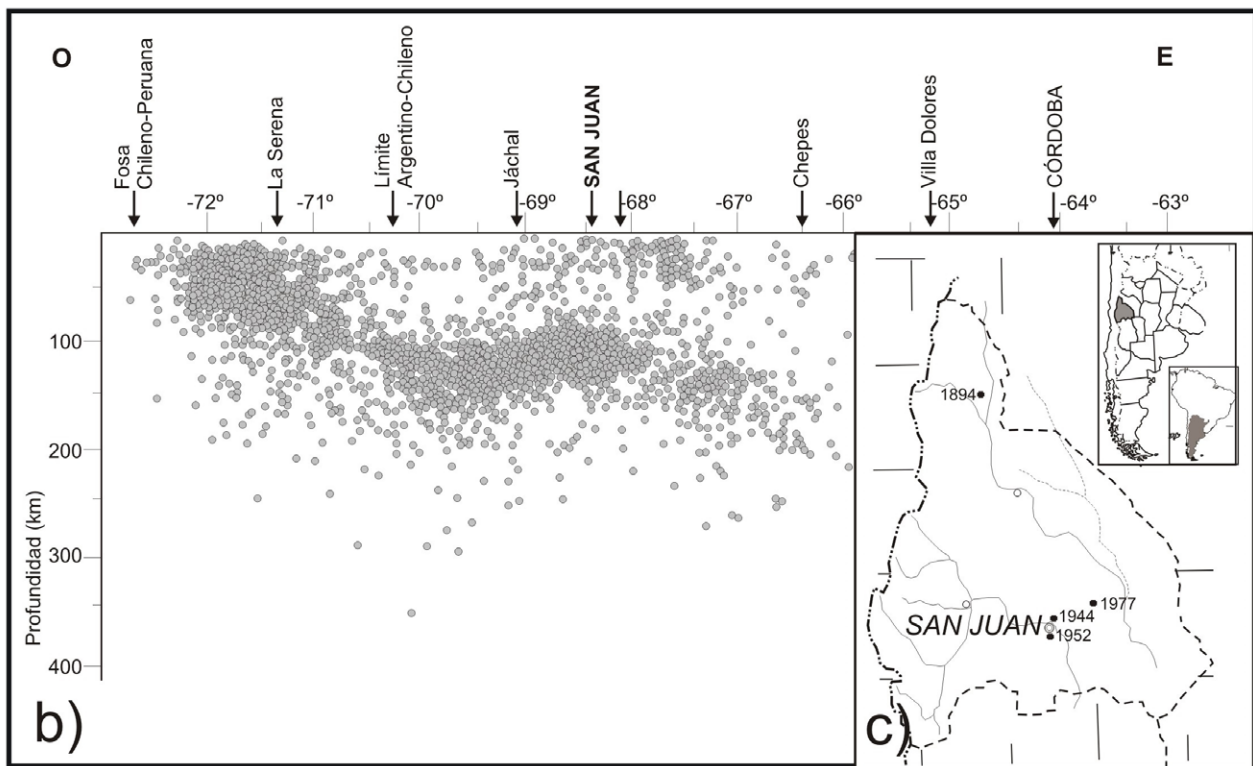 O
E
Fosa
Chileno-Peruana
La Serena
Límite
Argentino-Chileno
Jáchal
SAN JUAN
Chepes
Villa Dolores
CÓRDOBA
-72º
-71º
-70º
-69º
-68º
-67º
-66º
-65º
-64º
-63º
100
200
300
400
Profundidad (km)
b)
1894
1977
1944
SAN JUAN
1952
c)